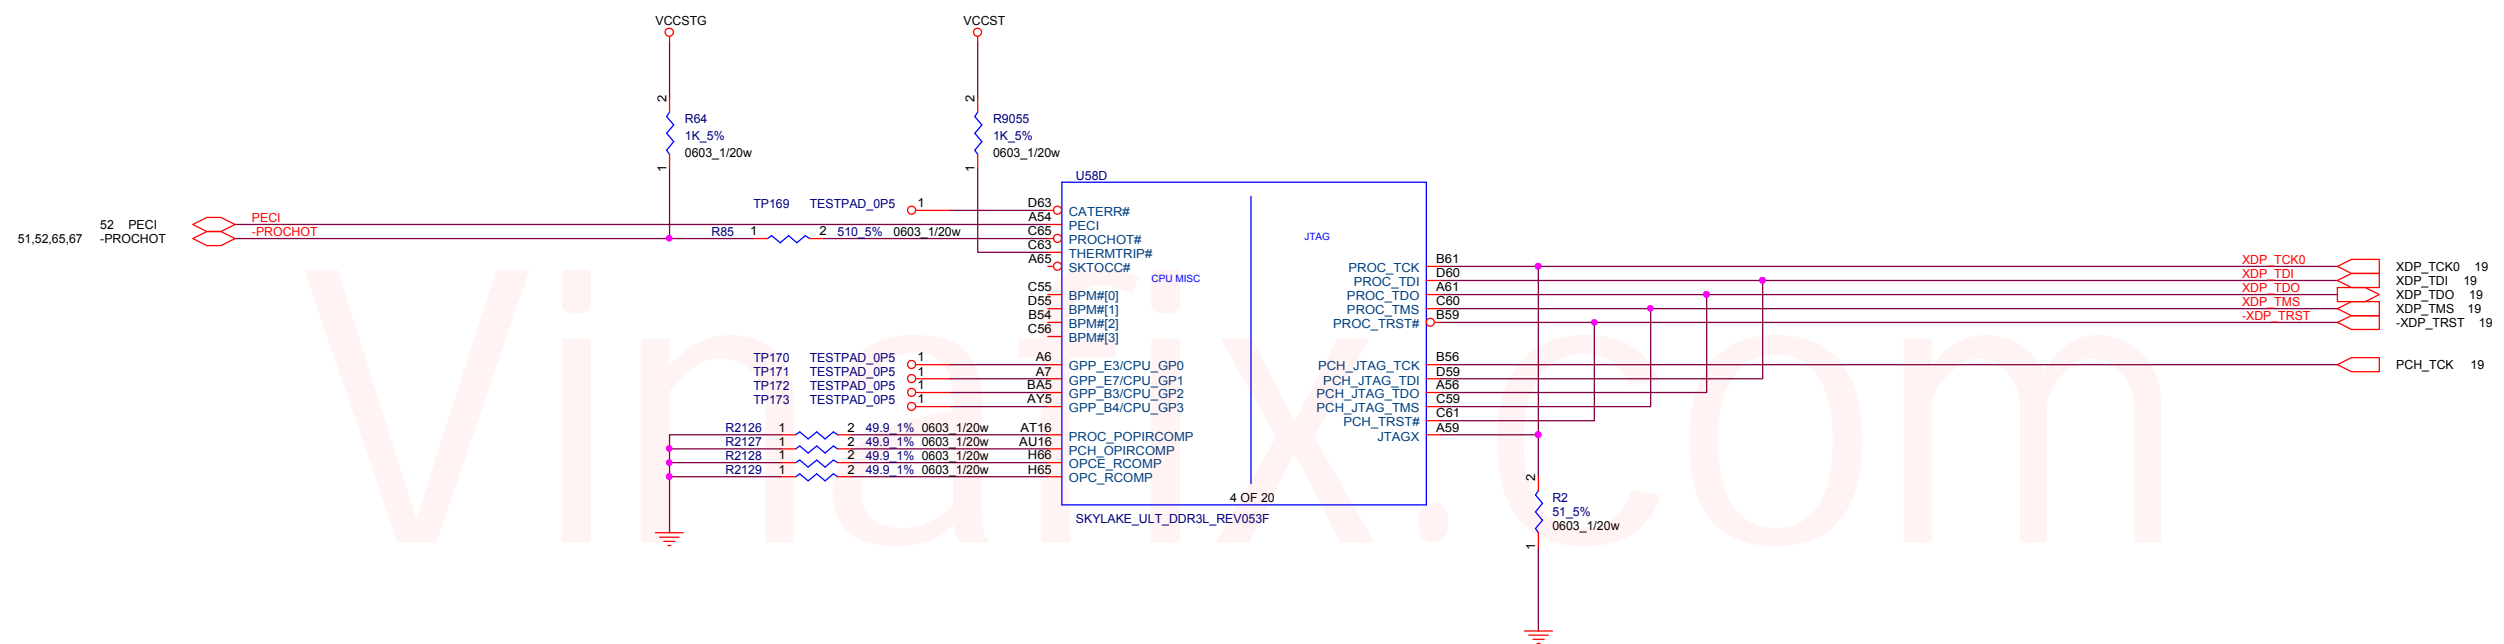 VCCSTG VCCST
2 2
R64 R9055
1K_5% 1K_5%
0603_1/20w 0603_1/20w
1 1
U58D
TP169 TESTPAD_0P5 1 D63 CATERR#
52 PECI PECI A54 PECI
51,52,65,67 -PROCHOT -PROCHOT R85 1 2 510_5% 0603_1/20w C65 PROCHOT#
C63 THERMTRIP#
A65 SKTOCC#
JTAG
CPU MISC
PROC_TCK B61 XDP_TCK0 XDP_TCK0 19
PROC_TDI D60 XDP_TDI XDP_TDI 19
C55 BPM#[0] PROC_TDO A61 XDP_TDO XDP_TDO 19
D55 BPM#[1] PROC_TMS C60 XDP_TMS XDP_TMS 19
B54 BPM#[2] PROC_TRST# B59 -XDP_TRST -XDP_TRST 19
C56 BPM#[3]
TP170 TESTPAD_0P5 1 A6 GPP_E3/CPU_GP0 PCH_JTAG_TCK B56 PCH_TCK 19
TP171 TESTPAD_0P5 1 A7 GPP_E7/CPU_GP1 PCH_JTAG_TDI D59
TP172 TESTPAD_0P5 1 BA5 GPP_B3/CPU_GP2 PCH_JTAG_TDO A56
TP173 TESTPAD_0P5 1 AY5 GPP_B4/CPU_GP3 PCH_JTAG_TMS C59
PCH_TRST# C61
R2126 1 2 49.9_1% 0603_1/20w AT16 PROC_POPIRCOMP JTAGX A59
R2127 1 2 49.9_1% 0603_1/20w AU16 PCH_OPIRCOMP
R2128 1 2 49.9_1% 0603_1/20w H66 OPCE_RCOMP
R2129 1 2 49.9_1% 0603_1/20w H65 OPC_RCOMP
4 OF 20
SKYLAKE_ULT_DDR3L_REV053F
2
R2
51_5%
0603_1/20w
1
Vinafix.com